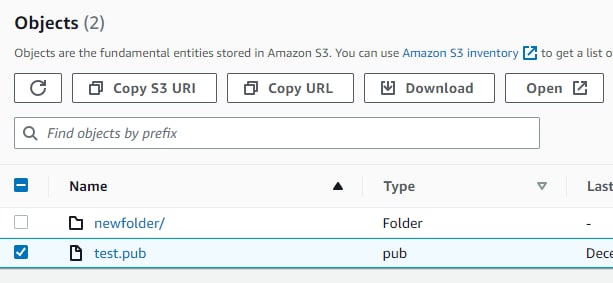 Objects (2)
Objects are the fundamental entities stored in Amazon S3. You can use Amazon S3 inventory to get a list o
Copy S3 URI Copy URL Download Open
Find objects by prefix
Name Type Last
newfolder/ Folder -
test.pub pub Dece